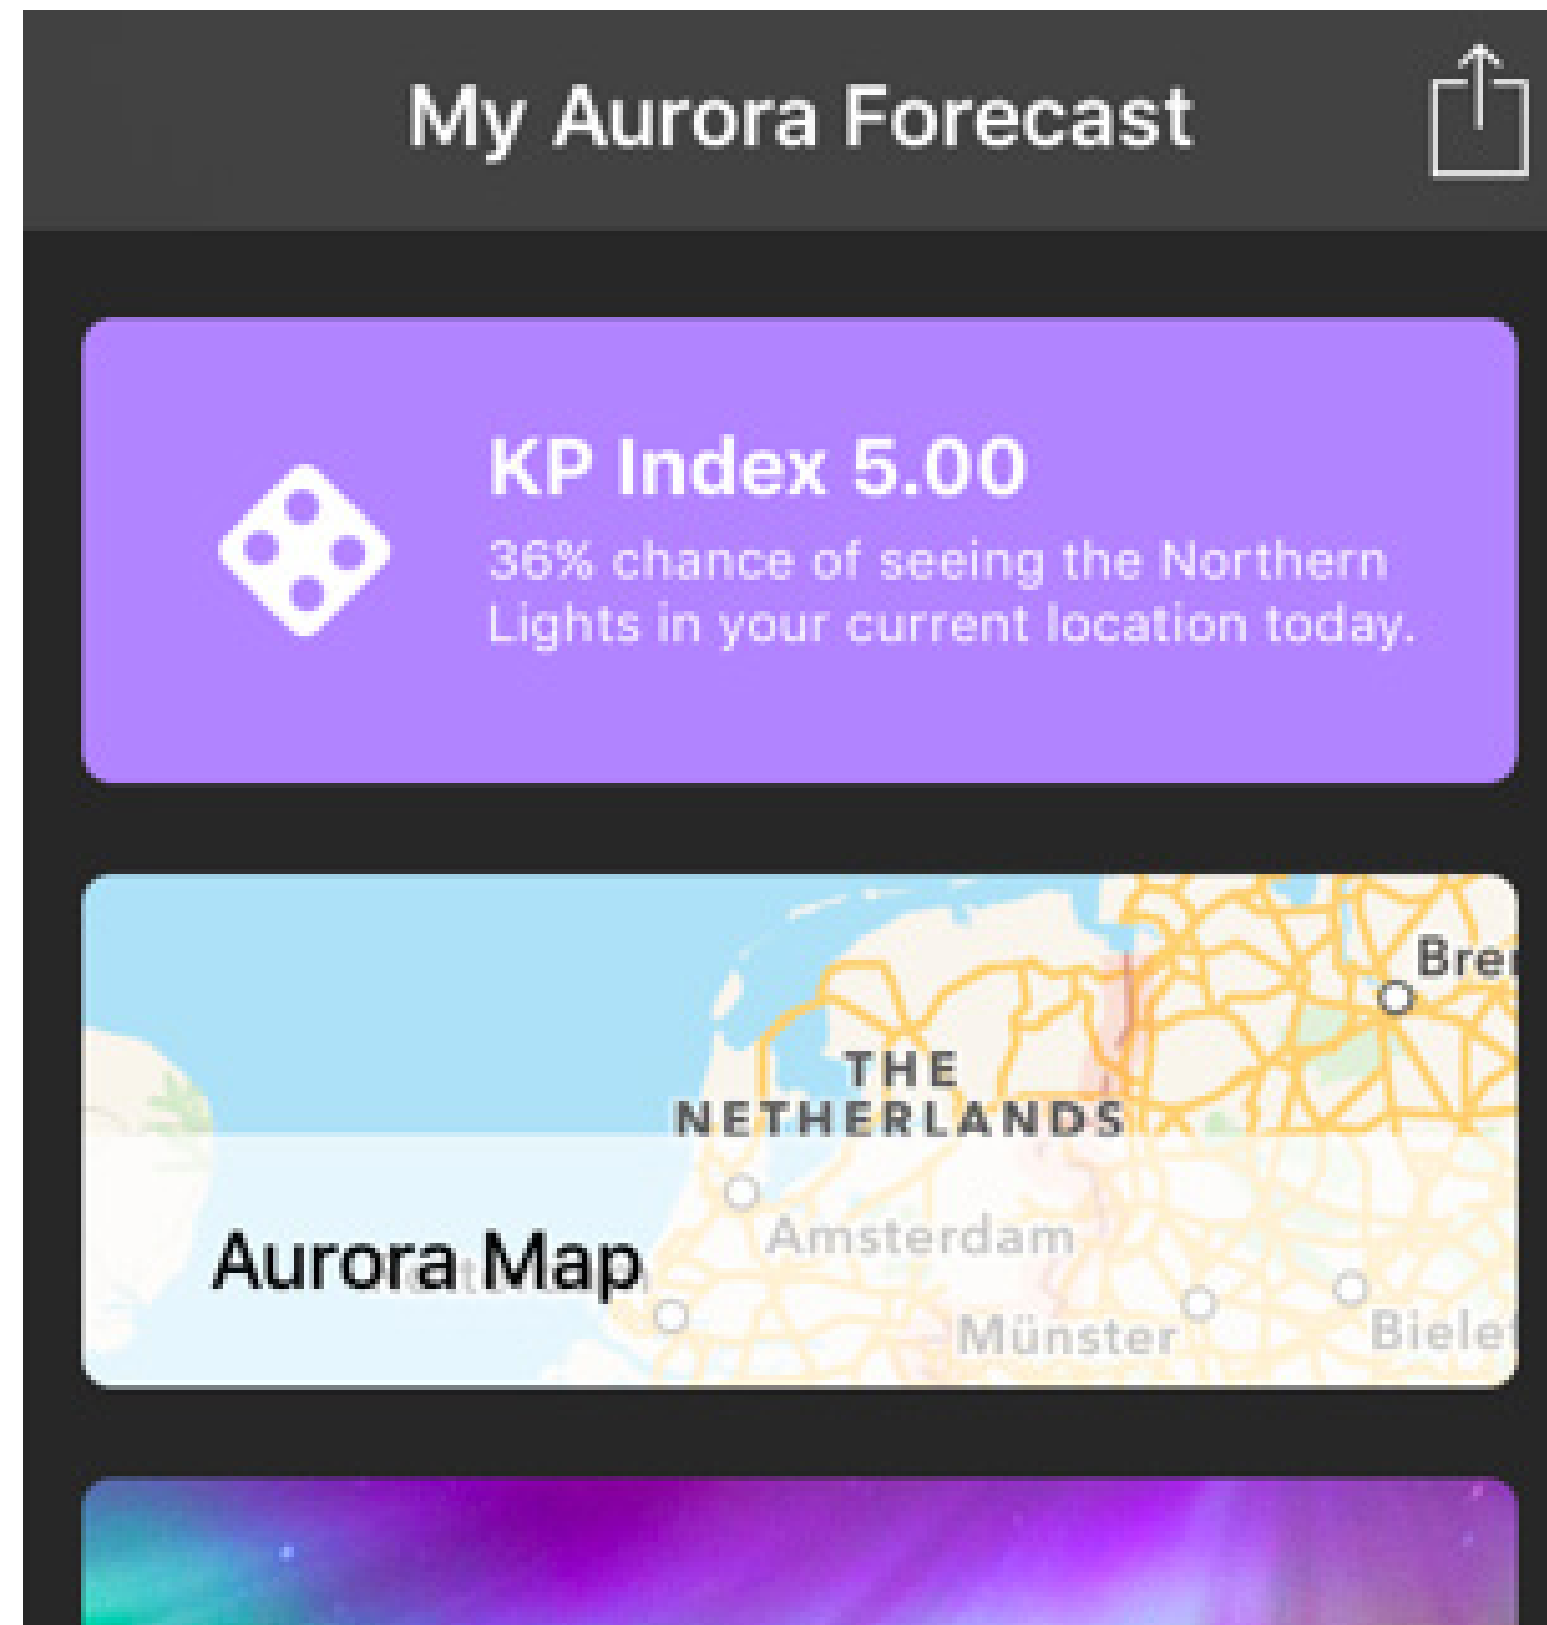 My Aurora Forecast
KP Index 5.00
36% chance of seeing the Northern
Lights in your current location today.
THE
NETHERLANDS
Amsterdam
Aurora Map
Münster